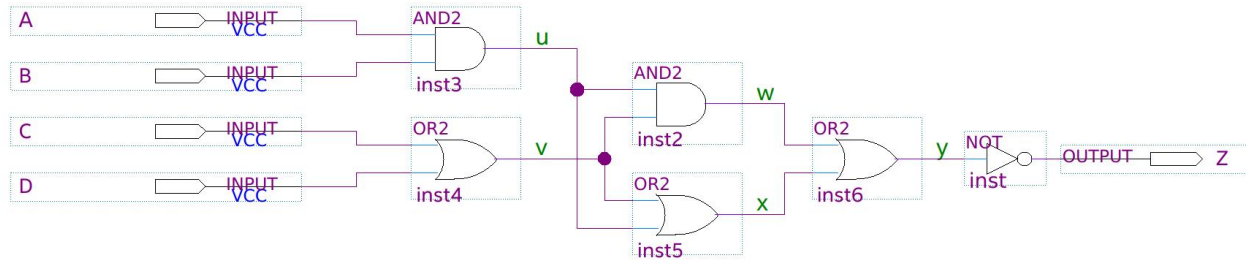 A
INPUT
VCC
B
INPUT
VCC
C
INPUT
VCC
D
INPUT
VCC
AND2
inst3
u
OR2
inst4
v
AND2
inst2
w
OR2
inst5
x
OR2
inst6
y
NOT
inst
OUTPUT
Z